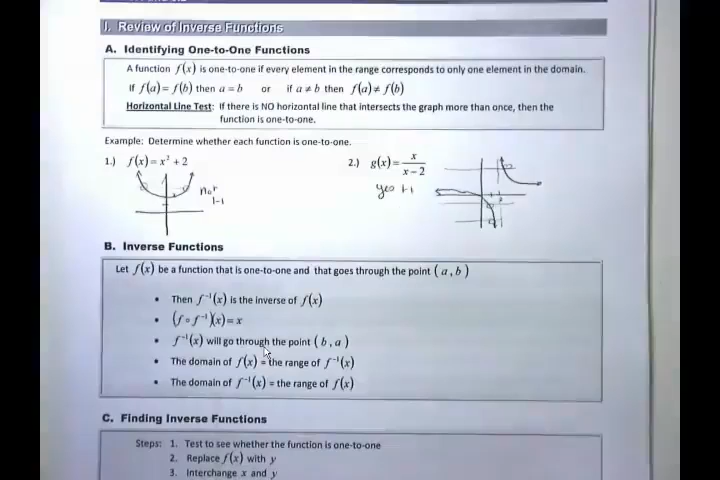 I. Review of Inverse Functions
A. Identifying One-to-One Functions
A function f(x) is one-to-one if every element in the range corresponds to only one element in the domain.
If f(a) = f(b) then a = b or if a ≠ b then f(a) ≠ f(b)
Horizontal Line Test: If there is NO horizontal line that intersects the graph more than once, then the
function is one-to-one.
Example: Determine whether each function is one-to-one.
1.) f(x) = x² + 2
not
1-1
2.) g(x) = x/(x − 2)
yes 1-1
B. Inverse Functions
Let f(x) be a function that is one-to-one and that goes through the point (a, b)
• Then f⁻¹(x) is the inverse of f(x)
• (f ∘ f⁻¹)(x) = x
• f⁻¹(x) will go through the point (b, a)
• The domain of f(x) = the range of f⁻¹(x)
• The domain of f⁻¹(x) = the range of f(x)
C. Finding Inverse Functions
Steps: 1. Test to see whether the function is one-to-one
2. Replace f(x) with y
3. Interchange x and y